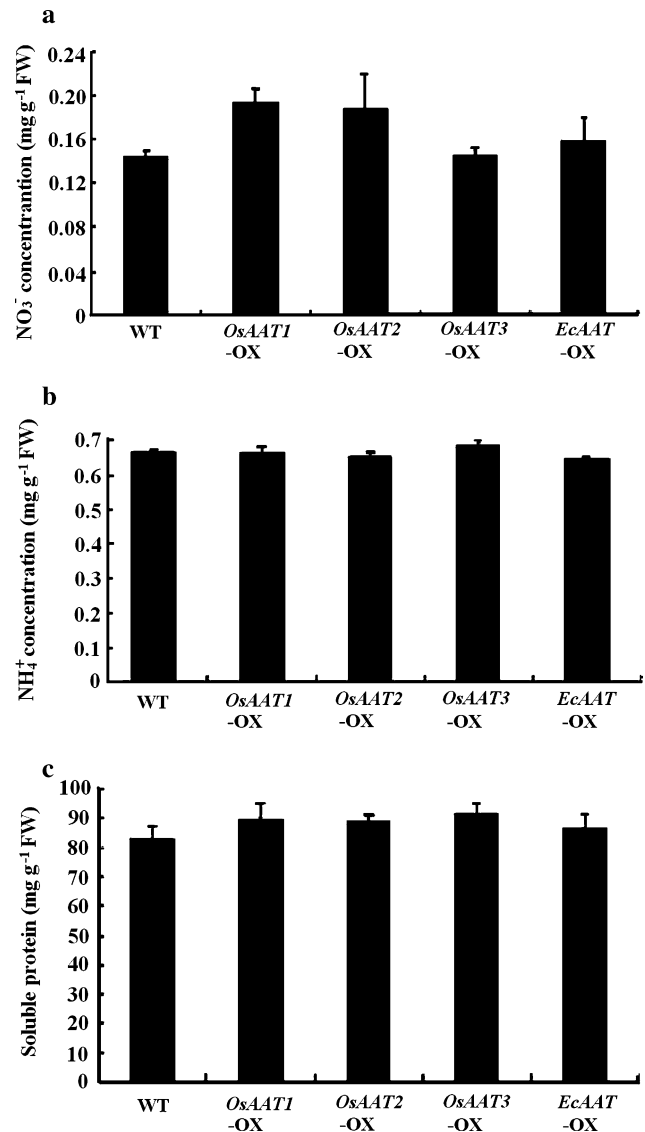 a
NO₃⁻ concentrantion (mg g⁻¹ FW)
0.24
0.20
0.16
0.12
0.08
0.04
0
WT OsAAT1 OsAAT2 OsAAT3 EcAAT
-OX -OX -OX -OX
b
NH₄⁺ concentration (mg g⁻¹ FW)
0.7
0.6
0.5
0.4
0.3
0.2
0.1
0
WT OsAAT1 OsAAT2 OsAAT3 EcAAT
-OX -OX -OX -OX
c
Soluble protein (mg g⁻¹ FW)
100
90
80
70
60
50
40
30
20
10
0
WT OsAAT1 OsAAT2 OsAAT3 EcAAT
-OX -OX -OX -OX